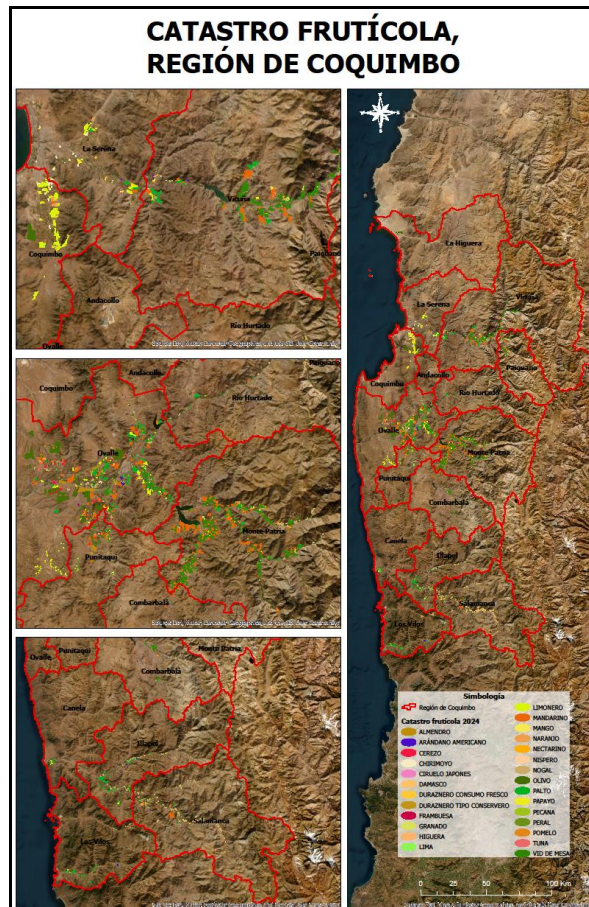 CATASTRO FRUTÍCOLA,
REGIÓN DE COQUIMBO
La Serena
Vicuña
Coquimbo
Paiguano
Andacollo
Río Hurtado
Ovalle
Paiguano
Andacollo
Coquimbo
Río Hurtado
Ovalle
Monte Patria
Punitaqui
Combarbalá
Ovalle
Punitaqui
Monte Patria
Combarbalá
Canela
Illapel
Salamanca
Los Vilos
La Higuera
La Serena
Vicuña
Paiguano
Coquimbo
Andacollo
Río Hurtado
Ovalle
Monte Patria
Punitaqui
Combarbalá
Canela
Illapel
Salamanca
Los Vilos
Simbología
Región de Coquimbo
Catastro frutícola 2024
ALMENDRO
ARÁNDANO AMERICANO
CEREZO
CHIRIMOYO
CIRUELO JAPONES
DAMASCO
DURAZNERO CONSUMO FRESCO
DURAZNERO TIPO CONSERVERO
FRAMBUESA
GRANADO
HIGUERA
LIMA
LIMONERO
MANDARINO
MANGO
NARANJO
NECTARINO
NISPERO
NOGAL
OLIVO
PALTO
PAPAYO
PECANA
PERAL
POMELO
TUNA
VID DE MESA
0 25 50 100 Km